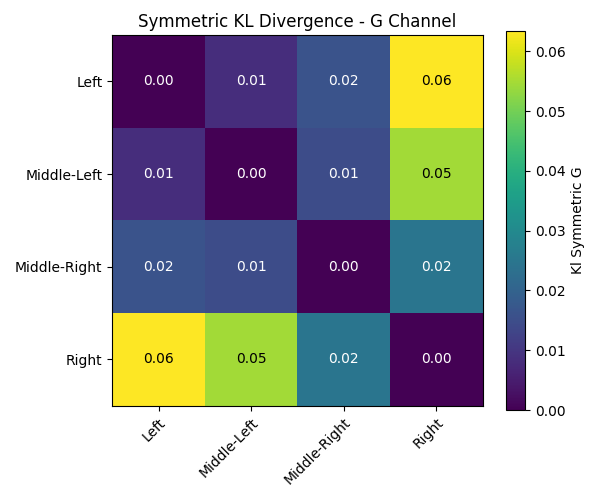 Symmetric KL Divergence - G Channel
Left 0.00 0.01 0.02 0.06
Middle-Left 0.01 0.00 0.01 0.05
Middle-Right 0.02 0.01 0.00 0.02
Right 0.06 0.05 0.02 0.00
Left Middle-Left Middle-Right Right
0.06
0.05
0.04
0.03
0.02
0.01
0.00
Kl Symmetric G